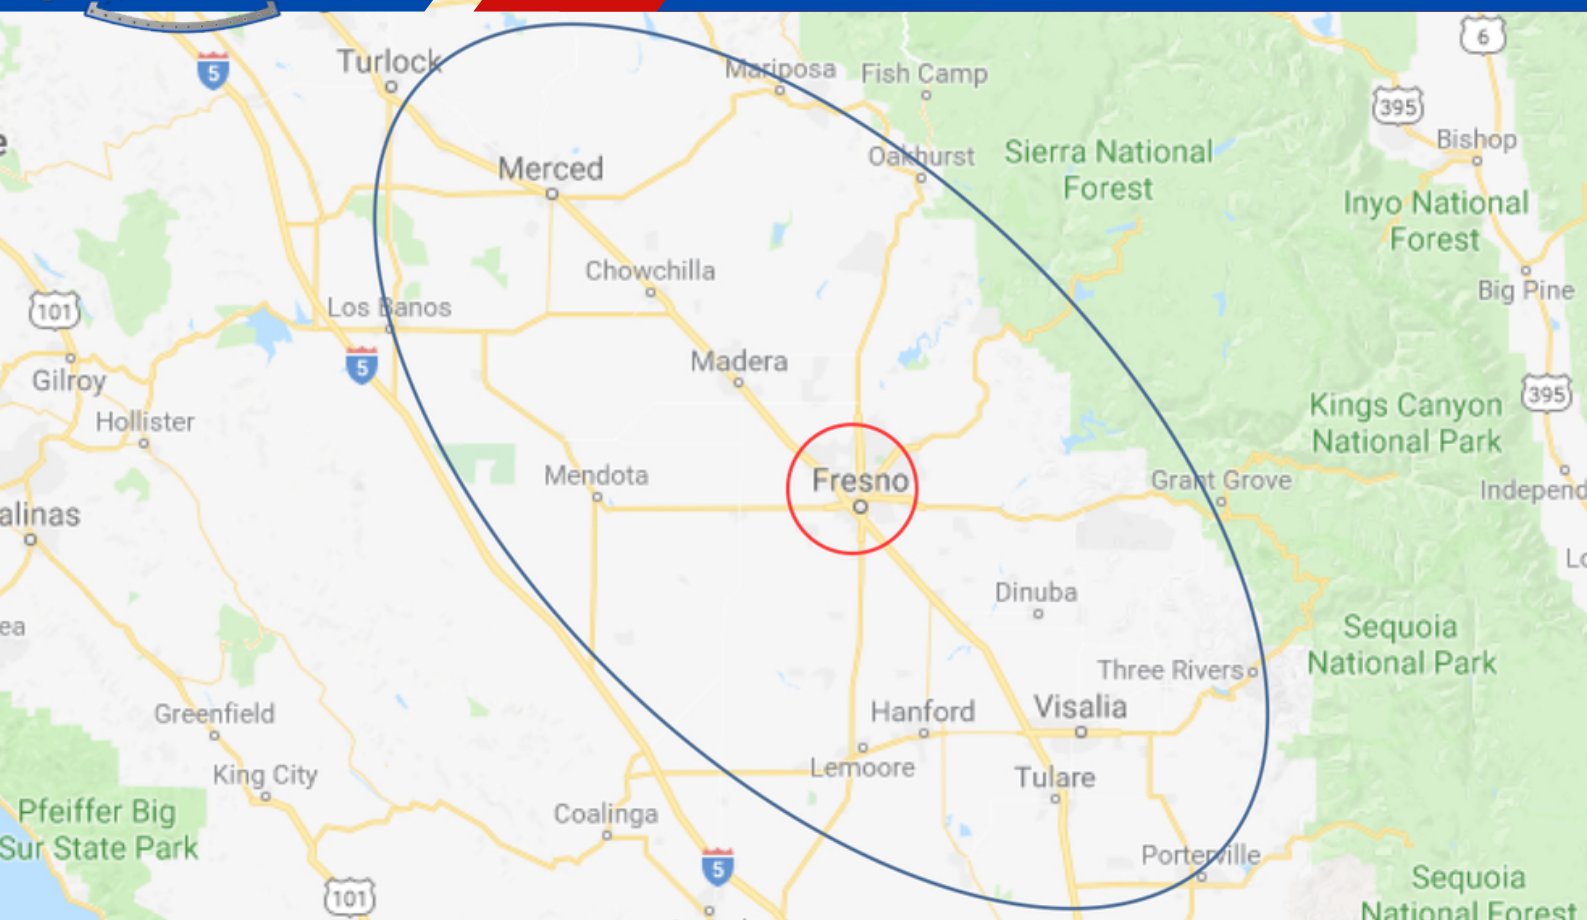 Turlock
5
Mariposa
Fish Camp
6
395
Bishop
Merced
Oakhurst
Sierra National
Forest
Inyo National
Forest
Chowchilla
Big Pine
101
Los Banos
5
Madera
Gilroy
395
Hollister
Kings Canyon
National Park
Mendota
Fresno
Grant Grove
Independ
alinas
Dinuba
ea
Sequoia
National Park
Three Rivers
Greenfield
Hanford
Visalia
King City
Lemoore
Tulare
Pfeiffer Big
Sur State Park
Coalinga
Porterville
5
101
Sequoia
National Forest